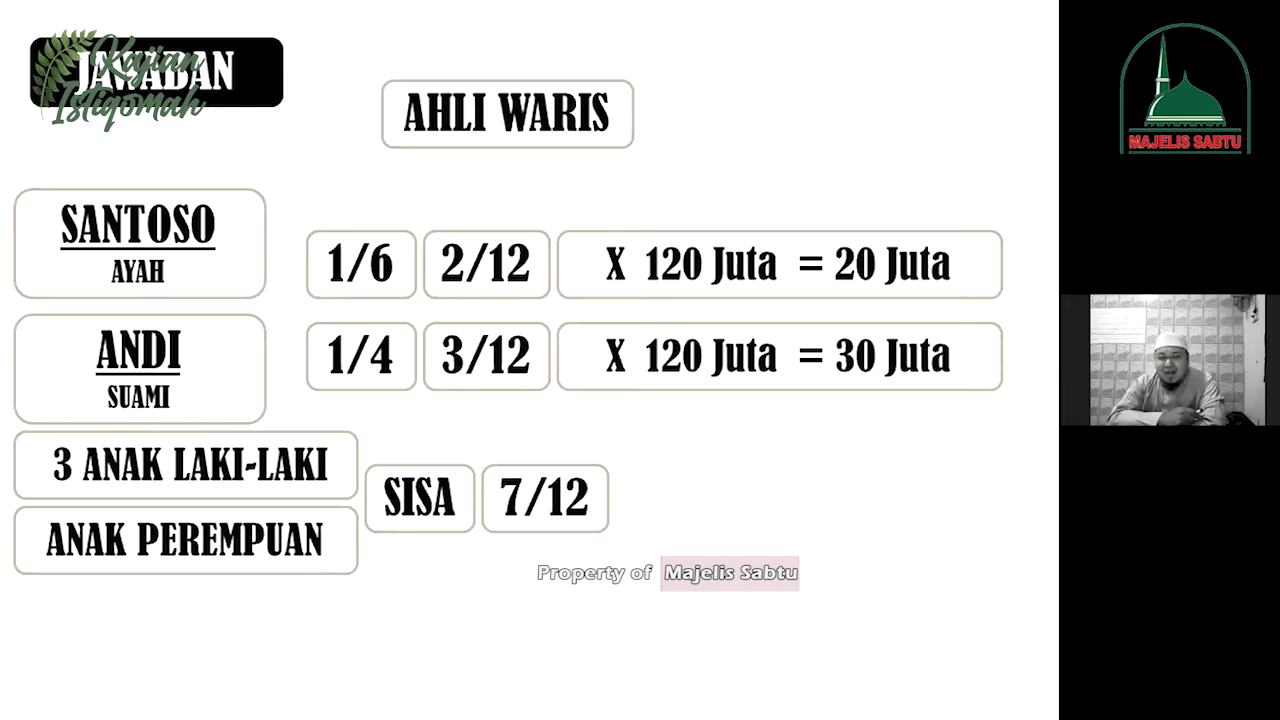 JAWABAN
Kajian
Istiqomah
AHLI WARIS
MAJELIS SABTU
SANTOSO
AYAH
1/6 2/12 X 120 Juta = 20 Juta
ANDI
SUAMI
1/4 3/12 X 120 Juta = 30 Juta
3 ANAK LAKI-LAKI
ANAK PEREMPUAN
SISA 7/12
Property of Majelis Sabtu